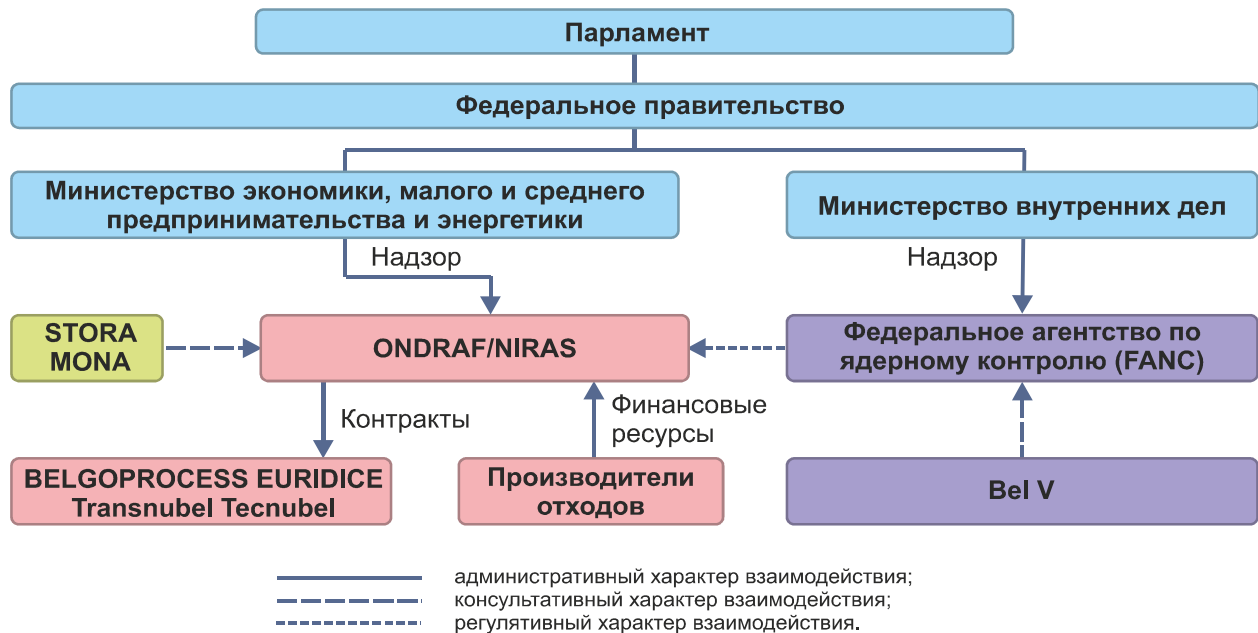 Парламент
Федеральное правительство
Министерство экономики, малого и среднего
предпринимательства и энергетики
Министерство внутренних дел
Надзор
Надзор
STORA
MONA
ONDRAF/NIRAS
Федеральное агентство по
ядерному контролю (FANC)
Контракты
Финансовые
ресурсы
BELGOPROCESS EURIDICE
Transnubel Tecnubel
Производители
отходов
Bel V
административный характер взаимодействия;
консультативный характер взаимодействия;
регулятивный характер взаимодействия.